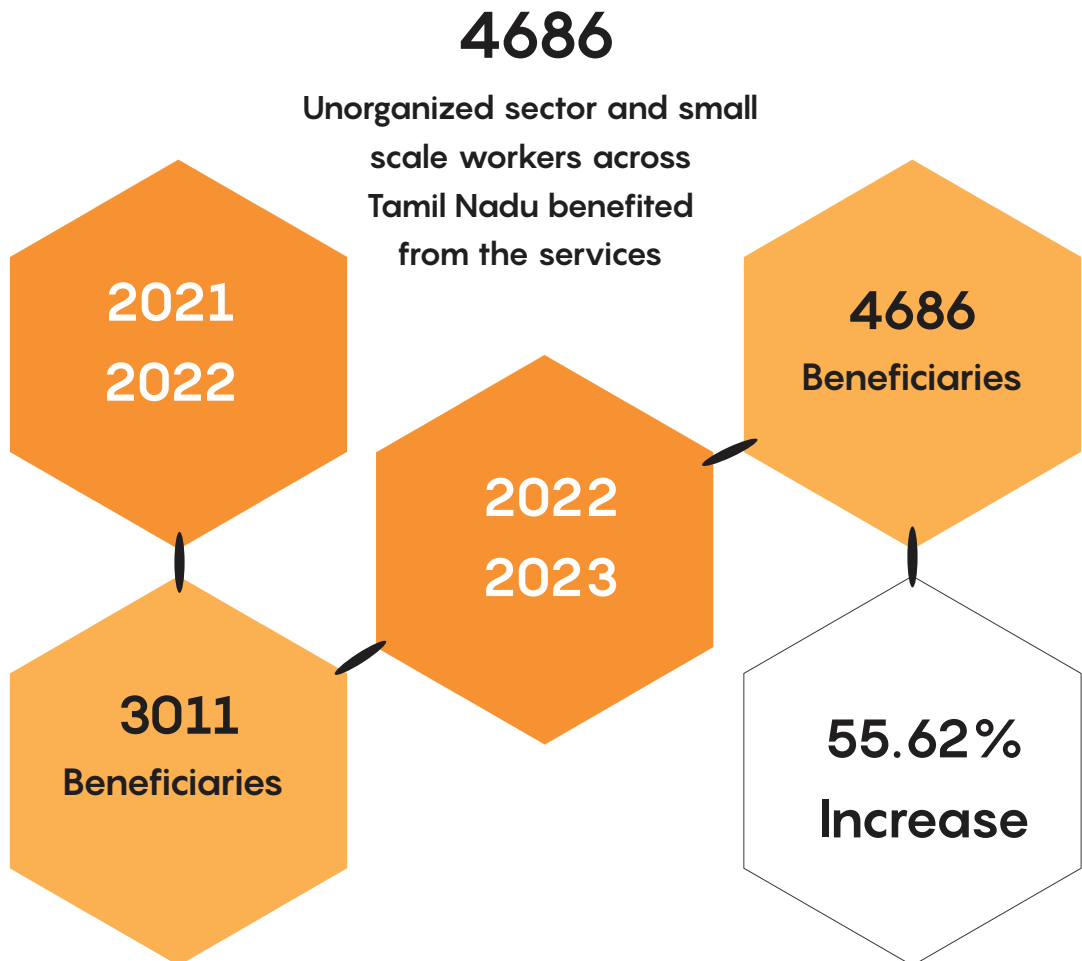 4686
Unorganized sector and small
scale workers across
Tamil Nadu benefited
from the services
2021
2022
3011
Beneficiaries
2022
2023
4686
Beneficiaries
55.62%
Increase